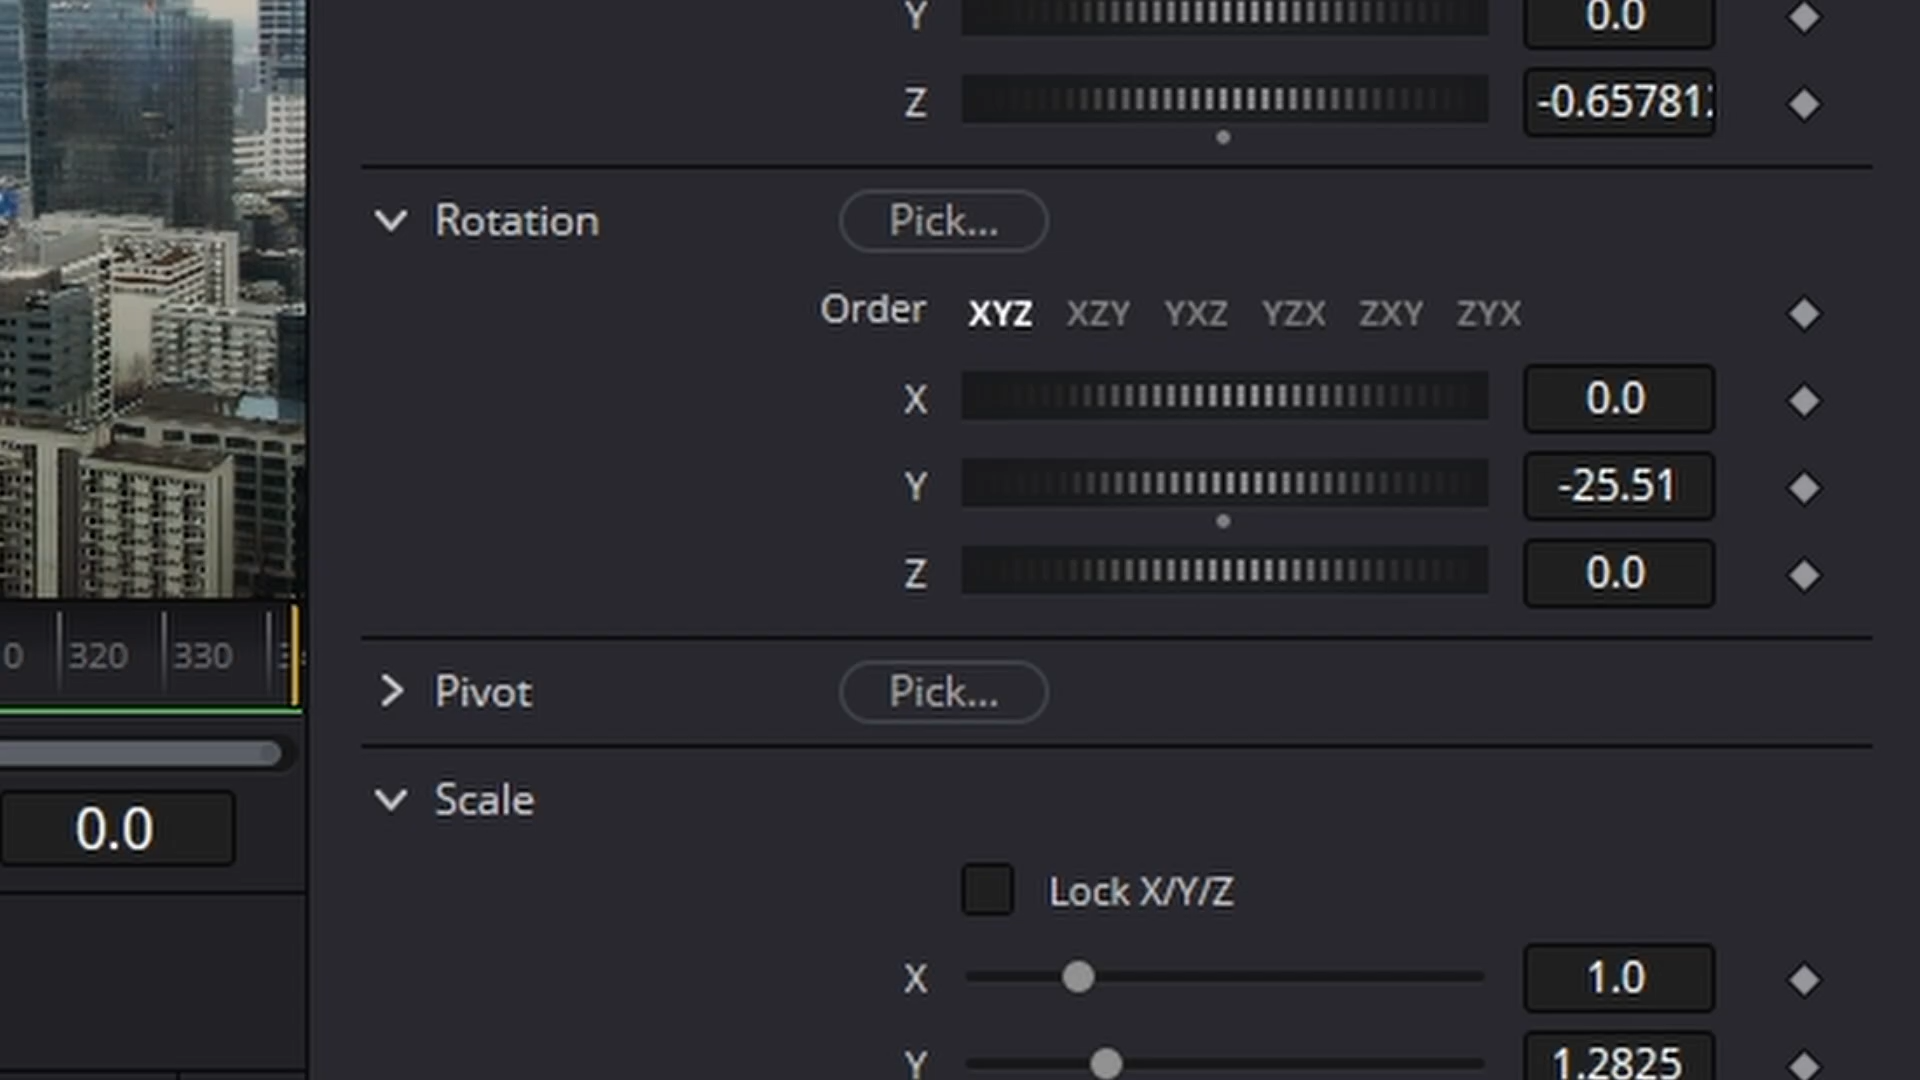 Y 0.0
Z -0.65781
Rotation Pick...
Order XYZ XZY YXZ YZX ZXY ZYX
X 0.0
Y -25.51
Z 0.0
0 320 330
Pivot Pick...
Scale
0.0
Lock X/Y/Z
X 1.0
Y 1.2825